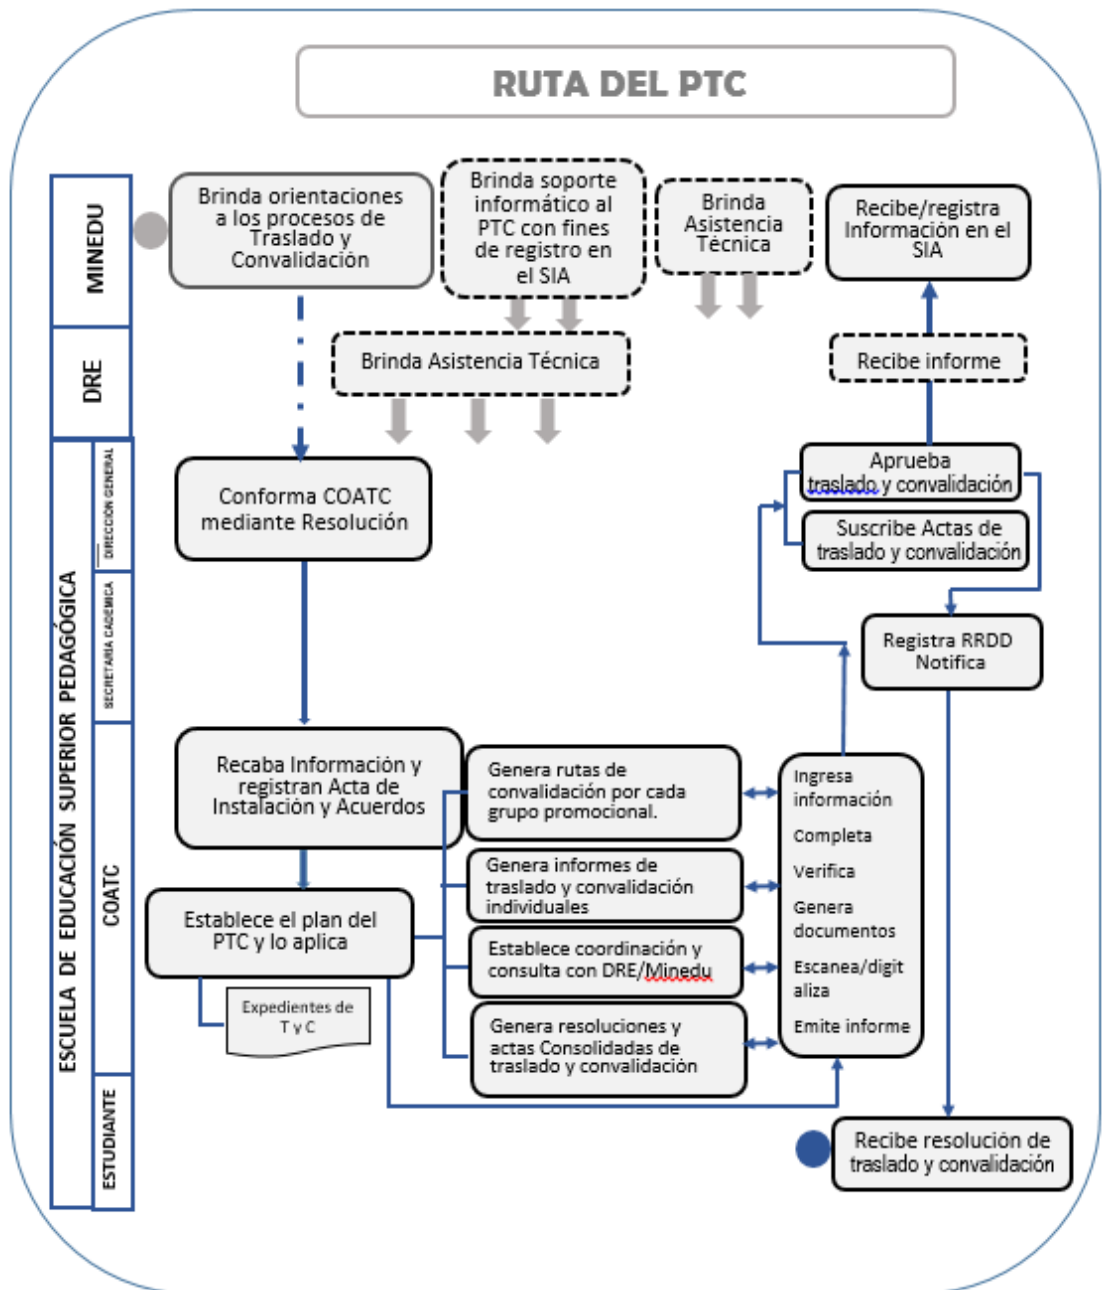 RUTA DEL PTC
MINEDU
Brinda orientaciones
a los procesos de
Traslado y
Convalidación
Brinda soporte
informático al
PTC con fines
de registro en
el SIA
Brinda
Asistencia
Técnica
Recibe/registra
Información en el
SIA
DRE
Brinda Asistencia Técnica
Recibe informe
ESCUELA DE EDUCACIÓN SUPERIOR PEDAGÓGICA
DIRECCIÓN GENERAL
Conforma COATC
mediante Resolución
Aprueba
traslado y convalidación
Suscribe Actas de
traslado y convalidación
SECRETARIA CADEMICA
Registra RRDD
Notifica
COATC
Recaba Información y
registran Acta de
Instalación y Acuerdos
Genera rutas de
convalidación por cada
grupo promocional.
Genera informes de
traslado y convalidación
individuales
Establece el plan del
PTC y lo aplica
Establece coordinación y
consulta con DRE/Minedu
Expedientes de
T y C
Genera resoluciones y
actas Consolidadas de
traslado y convalidación
Ingresa
información
Completa
Verifica
Genera
documentos
Escanea/digit
aliza
Emite informe
ESTUDIANTE
Recibe resolución de
traslado y convalidación